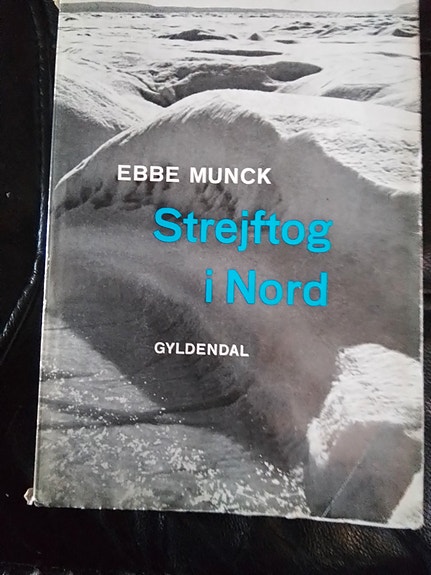 EBBE MUNCK
Strejftog
i Nord
GYLDENDAL